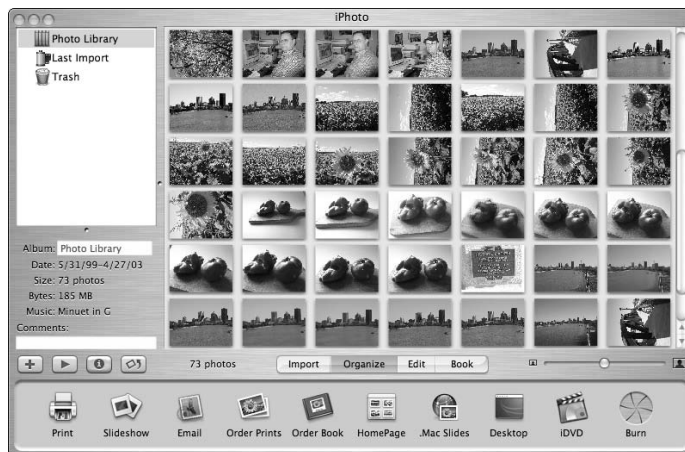 iPhoto
Photo Library
Last Import
Trash
Album: Photo Library
Date: 5/31/99–4/27/03
Size: 73 photos
Bytes: 185 MB
Music: Minuet in G
Comments:
73 photos
Import Organize Edit Book
Print Slideshow Email Order Prints Order Book HomePage .Mac Slides Desktop iDVD Burn